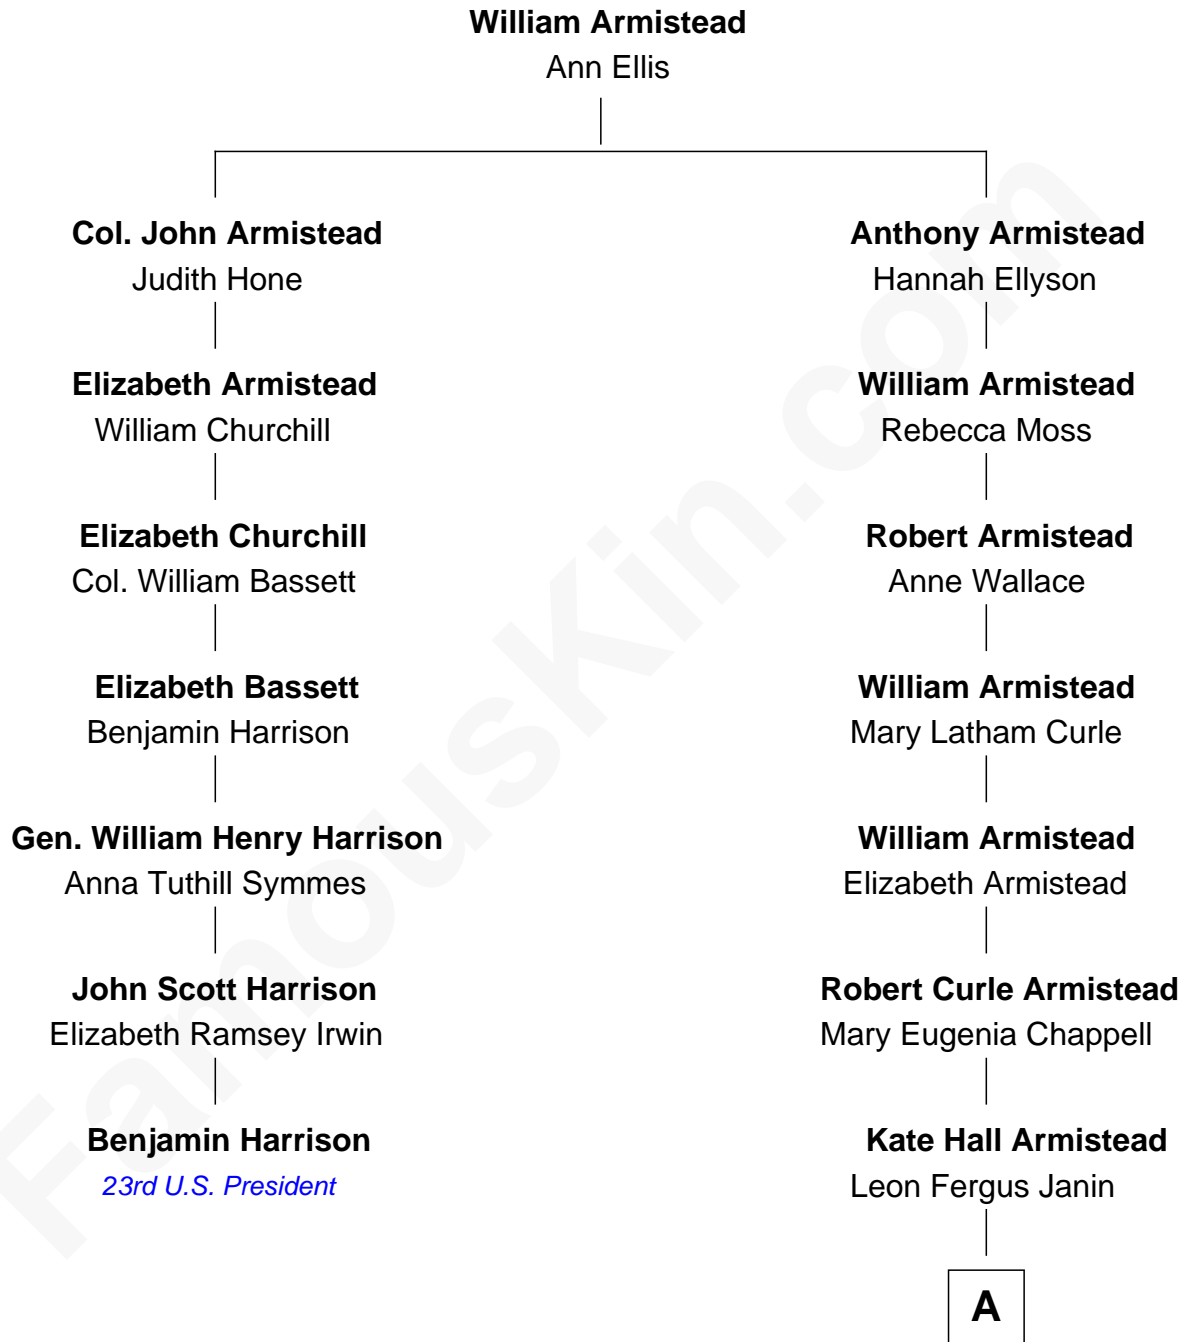 William Armistead
Ann Ellis
Col. John Armistead
Judith Hone
Elizabeth Armistead
William Churchill
Elizabeth Churchill
Col. William Bassett
Elizabeth Bassett
Benjamin Harrison
Gen. William Henry Harrison
Anna Tuthill Symmes
John Scott Harrison
Elizabeth Ramsey Irwin
Benjamin Harrison
23rd U.S. President
Anthony Armistead
Hannah Ellyson
William Armistead
Rebecca Moss
Robert Armistead
Anne Wallace
William Armistead
Mary Latham Curle
William Armistead
Elizabeth Armistead
Robert Curle Armistead
Mary Eugenia Chappell
Kate Hall Armistead
Leon Fergus Janin
A
FamousKin.com